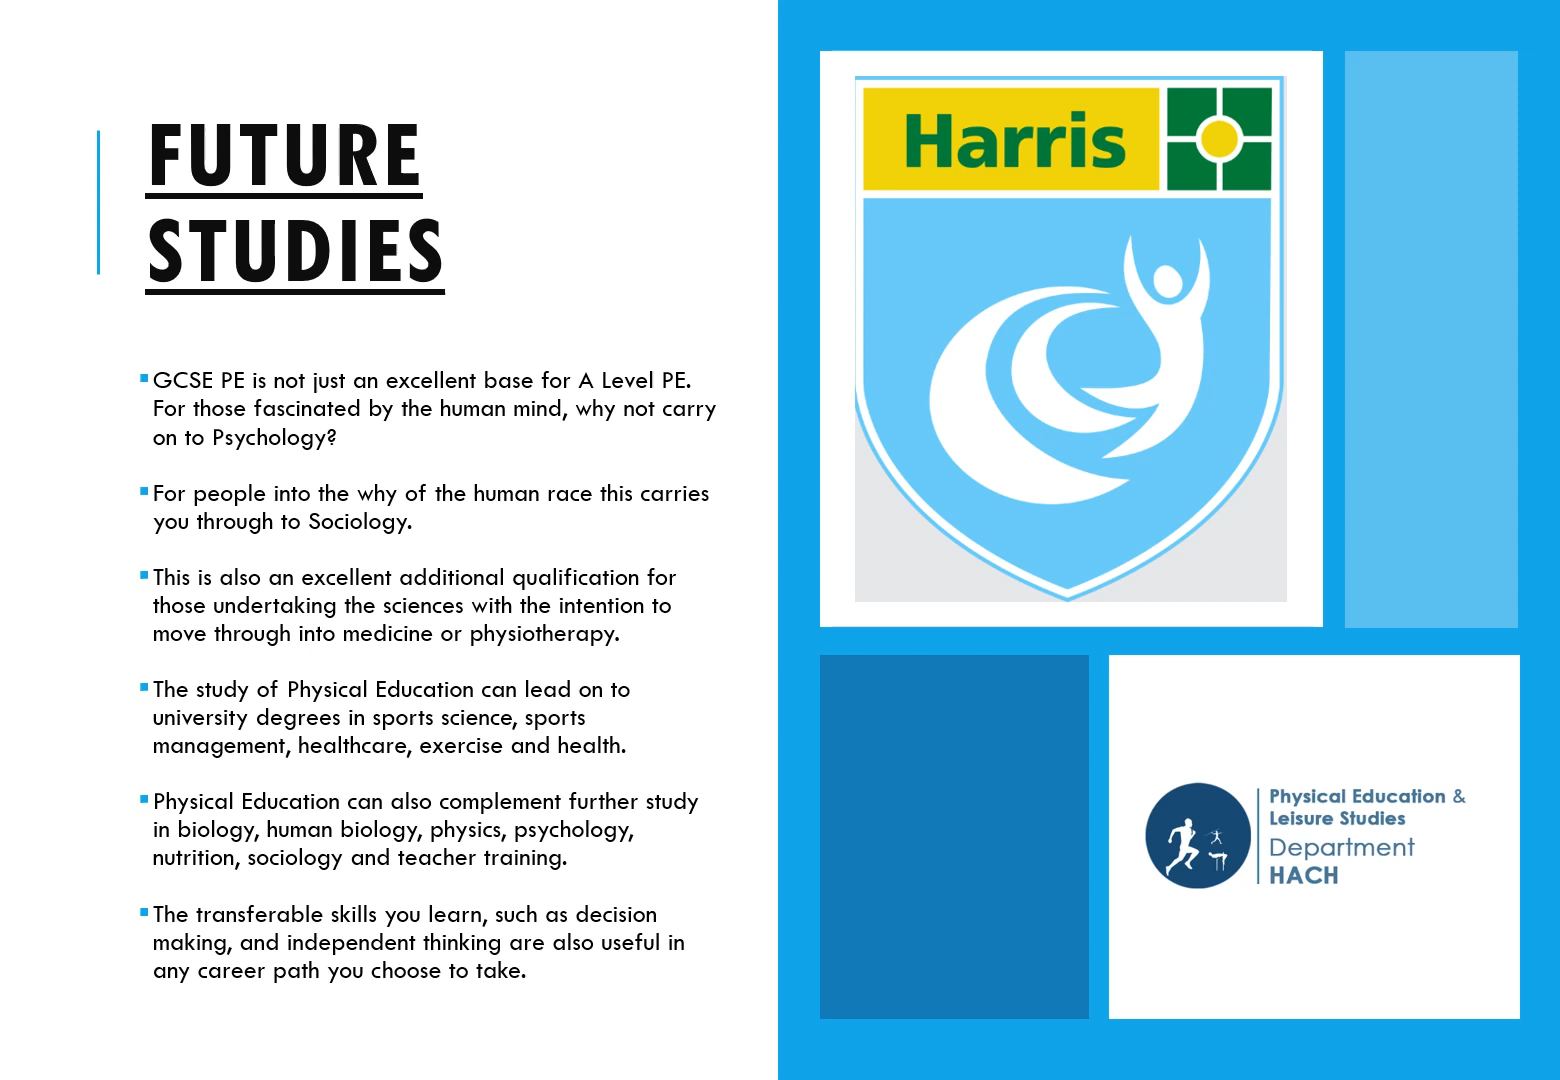 FUTURE
STUDIES
▪GCSE PE is not just an excellent base for A Level PE.
For those fascinated by the human mind, why not carry
on to Psychology?
▪For people into the why of the human race this carries
you through to Sociology.
▪This is also an excellent additional qualification for
those undertaking the sciences with the intention to
move through into medicine or physiotherapy.
▪The study of Physical Education can lead on to
university degrees in sports science, sports
management, healthcare, exercise and health.
▪Physical Education can also complement further study
in biology, human biology, physics, psychology,
nutrition, sociology and teacher training.
▪The transferable skills you learn, such as decision
making, and independent thinking are also useful in
any career path you choose to take.
Harris
Physical Education &
Leisure Studies
Department
HACH